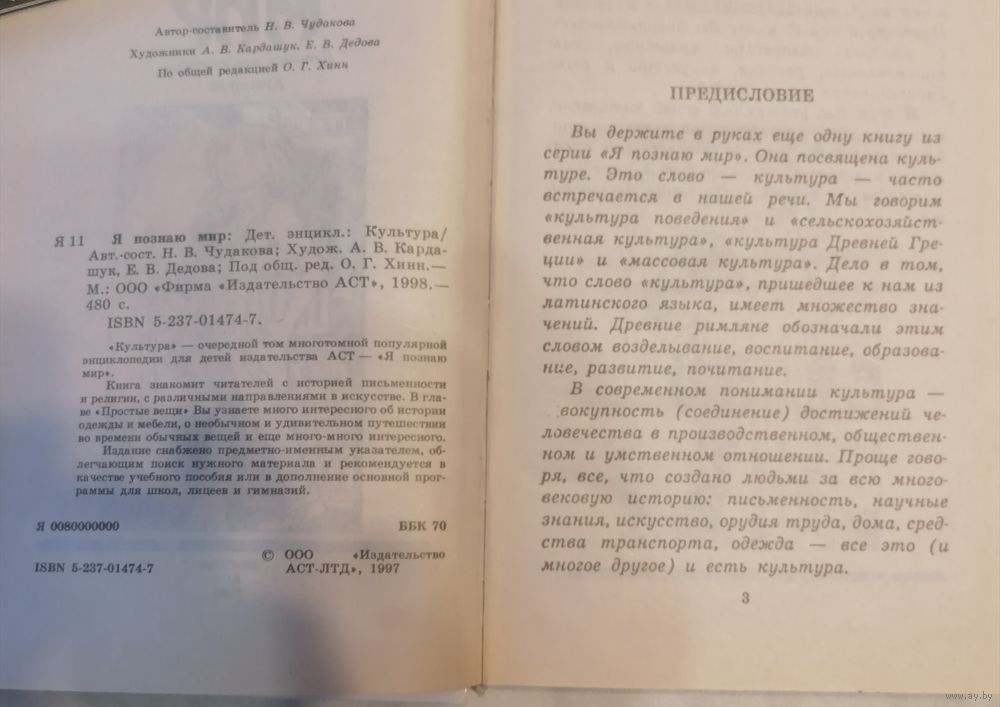 Автор-составитель Н. В. Чудакова
Художники А. В. Кардашук, Е. В. Дедова
По общей редакцией О. Г. Хинн
Я 11
Я познаю мир: Дет. энцикл.: Культура/
Авт.-сост. Н. В. Чудакова; Худож. А. В. Карда-
шук, Е. В. Дедова; Под общ. ред. О. Г. Хинн.—
М.: ООО «Фирма «Издательство АСТ», 1998.—
480 с.
ISBN 5-237-01474-7.
«Культура» — очередной том многотомной популярной
энциклопедии для детей издательства АСТ — «Я познаю
мир».
Книга знакомит читателей с историей письменности
и религии, с различными направлениями в искусстве. В гла-
ве «Простые вещи» Вы узнаете много интересного об истории
одежды и мебели, о необычном и удивительном путешествии
во времени обычных вещей и еще много-много интересного.
Издание снабжено предметно-именным указателем, об-
легчающим поиск нужного материала и рекомендуется в
качестве учебного пособия или в дополнение основной прог-
раммы для школ, лицеев и гимназий.
Я 0080000000
ББК 70
ISBN 5-237-01474-7
© ООО «Издательство
АСТ-ЛТД», 1997
ПРЕДИСЛОВИЕ
Вы держите в руках еще одну книгу из
серии «Я познаю мир». Она посвящена куль-
туре. Это слово — культура — часто
встречается в нашей речи. Мы говорим
«культура поведения» и «сельскохозяйст-
венная культура», «культура Древней Гре-
ции» и «массовая культура». Дело в том,
что слово «культура», пришедшее к нам из
латинского языка, имеет множество зна-
чений. Древние римляне обозначали этим
словом возделывание, воспитание, образова-
ние, развитие, почитание.
В современном понимании культура —
вокупность (соединение) достижений че-
ловечества в производственном, обществен-
ном и умственном отношении. Проще гово-
ря, все, что создано людьми за всю много-
вековую историю: письменность, научные
знания, искусство, орудия труда, дома, сред-
ства транспорта, одежда — все это (и
многое другое) и есть культура.
3
www.ay.by